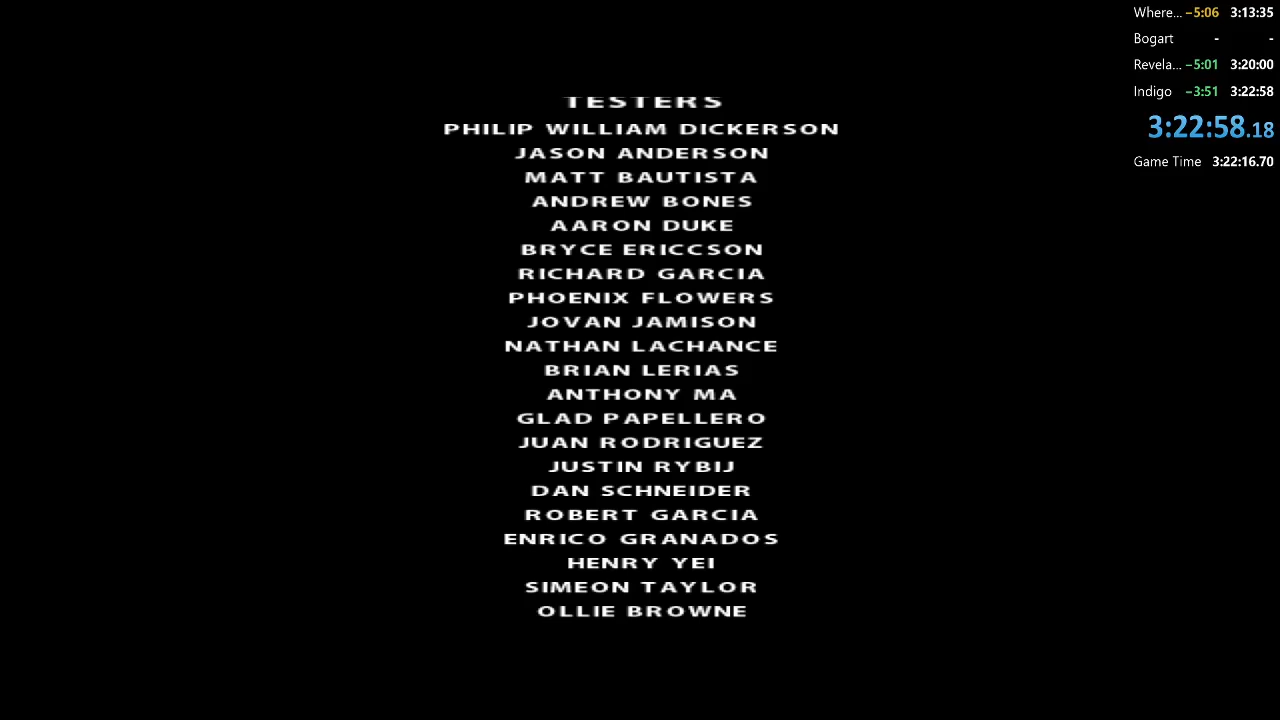 Where... −5:06 3:13:35
Bogart - -
Revela... −5:01 3:20:00
Indigo −3:51 3:22:58
3:22:58.18
Game Time 3:22:16.70
TESTERS
PHILIP WILLIAM DICKERSON
JASON ANDERSON
MATT BAUTISTA
ANDREW BONES
AARON DUKE
BRYCE ERICCSON
RICHARD GARCIA
PHOENIX FLOWERS
JOVAN JAMISON
NATHAN LACHANCE
BRIAN LERIAS
ANTHONY MA
GLAD PAPELLERO
JUAN RODRIGUEZ
JUSTIN RYBIJ
DAN SCHNEIDER
ROBERT GARCIA
ENRICO GRANADOS
HENRY YEI
SIMEON TAYLOR
OLLIE BROWNE